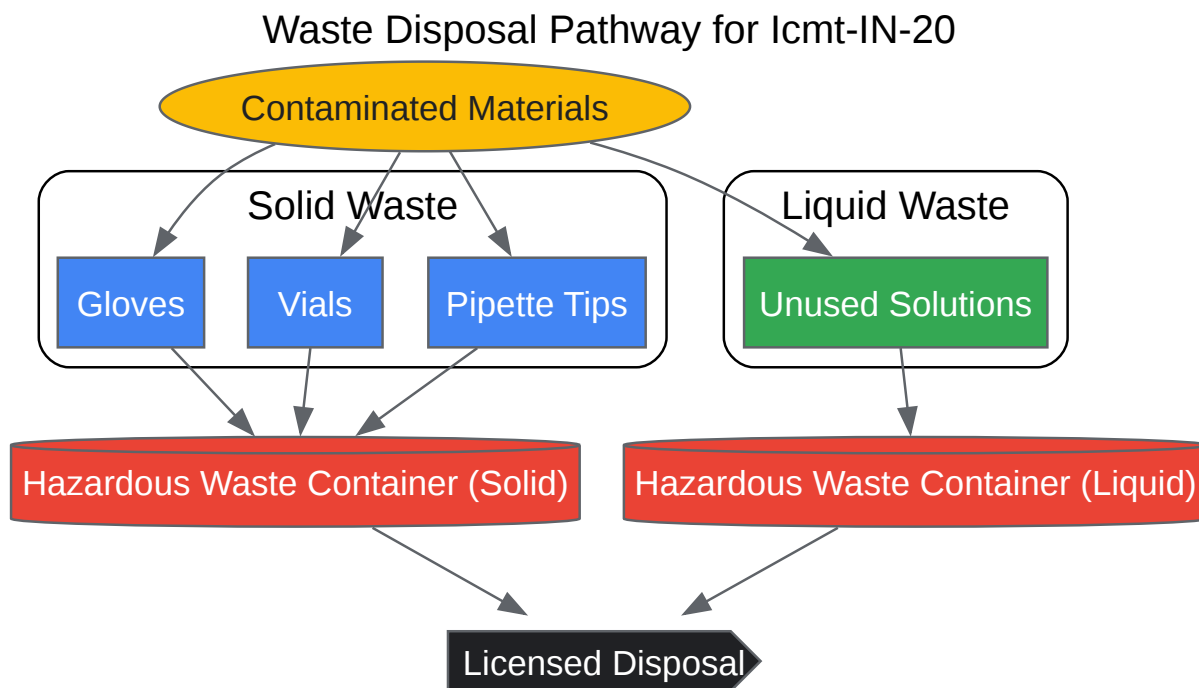 Waste Disposal Pathway for Icmt-IN-20
Contaminated Materials
Solid Waste
Liquid Waste
Gloves
Vials
Pipette Tips
Unused Solutions
Hazardous Waste Container (Solid)
Hazardous Waste Container (Liquid)
Licensed Disposal